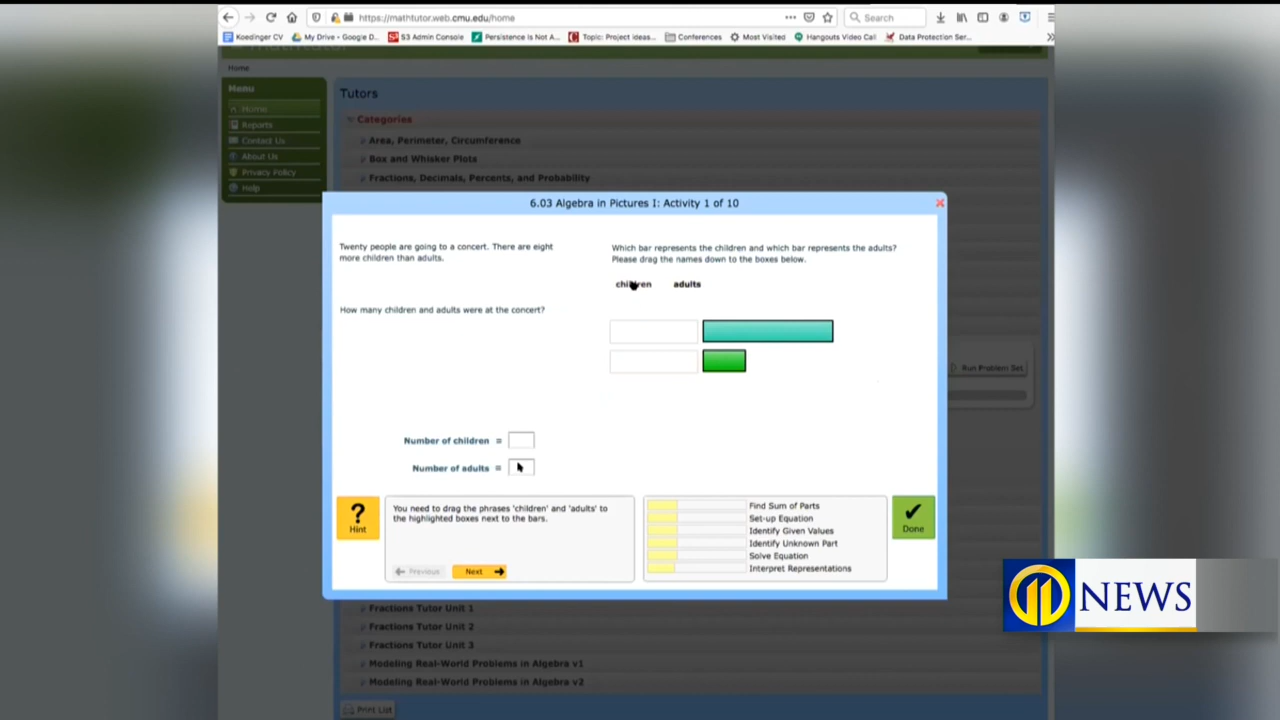 https://mathtutor.web.cmu.edu/home
Search
Koedinger CV
My Drive - Google D...
S3 Admin Console
Persistence Is Not A...
Topic: Project Ideas...
Conferences
Most Visited
Hangouts Video Call
Data Protection Ser...
Home
Menu
Home
Reports
Contact Us
About Us
Privacy Policy
Help
Tutors
Categories
Area, Perimeter, Circumference
Box and Whisker Plots
Fractions, Decimals, Percents, and Probability
6.03 Algebra in Pictures I: Activity 1 of 10
Twenty people are going to a concert. There are eight
more children than adults.
How many children and adults were at the concert?
Which bar represents the children and which bar represents the adults?
Please drag the names down to the boxes below.
children adults
Number of children =
Number of adults =
? Hint
You need to drag the phrases 'children' and 'adults' to
the highlighted boxes next to the bars.
Previous
Next
Find Sum of Parts
Set-up Equation
Identify Given Values
Identify Unknown Part
Solve Equation
Interpret Representations
Done
Run Problem Set
Fractions Tutor Unit 1
Fractions Tutor Unit 2
Fractions Tutor Unit 3
Modeling Real-World Problems in Algebra v1
Modeling Real-World Problems in Algebra v2
Print List
11 NEWS